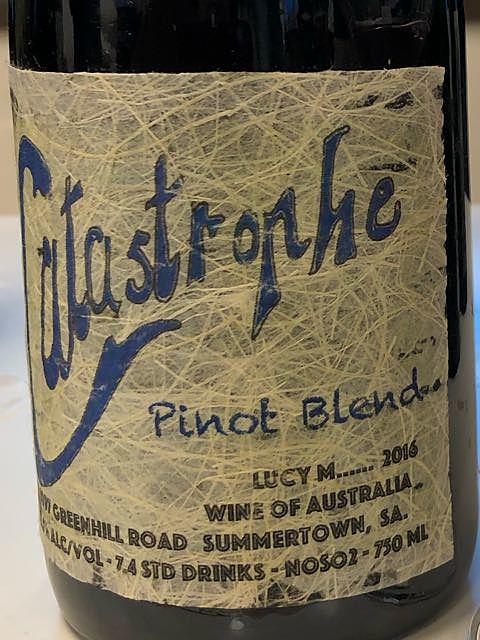 Catastrophe
Pinot Blend...
LUCY M...... 2016
WINE OF AUSTRALIA
GREENHILL ROAD SUMMERTOWN, SA.
ALC/VOL - 7.4 STD DRINKS - NOSO2 - 750 ML